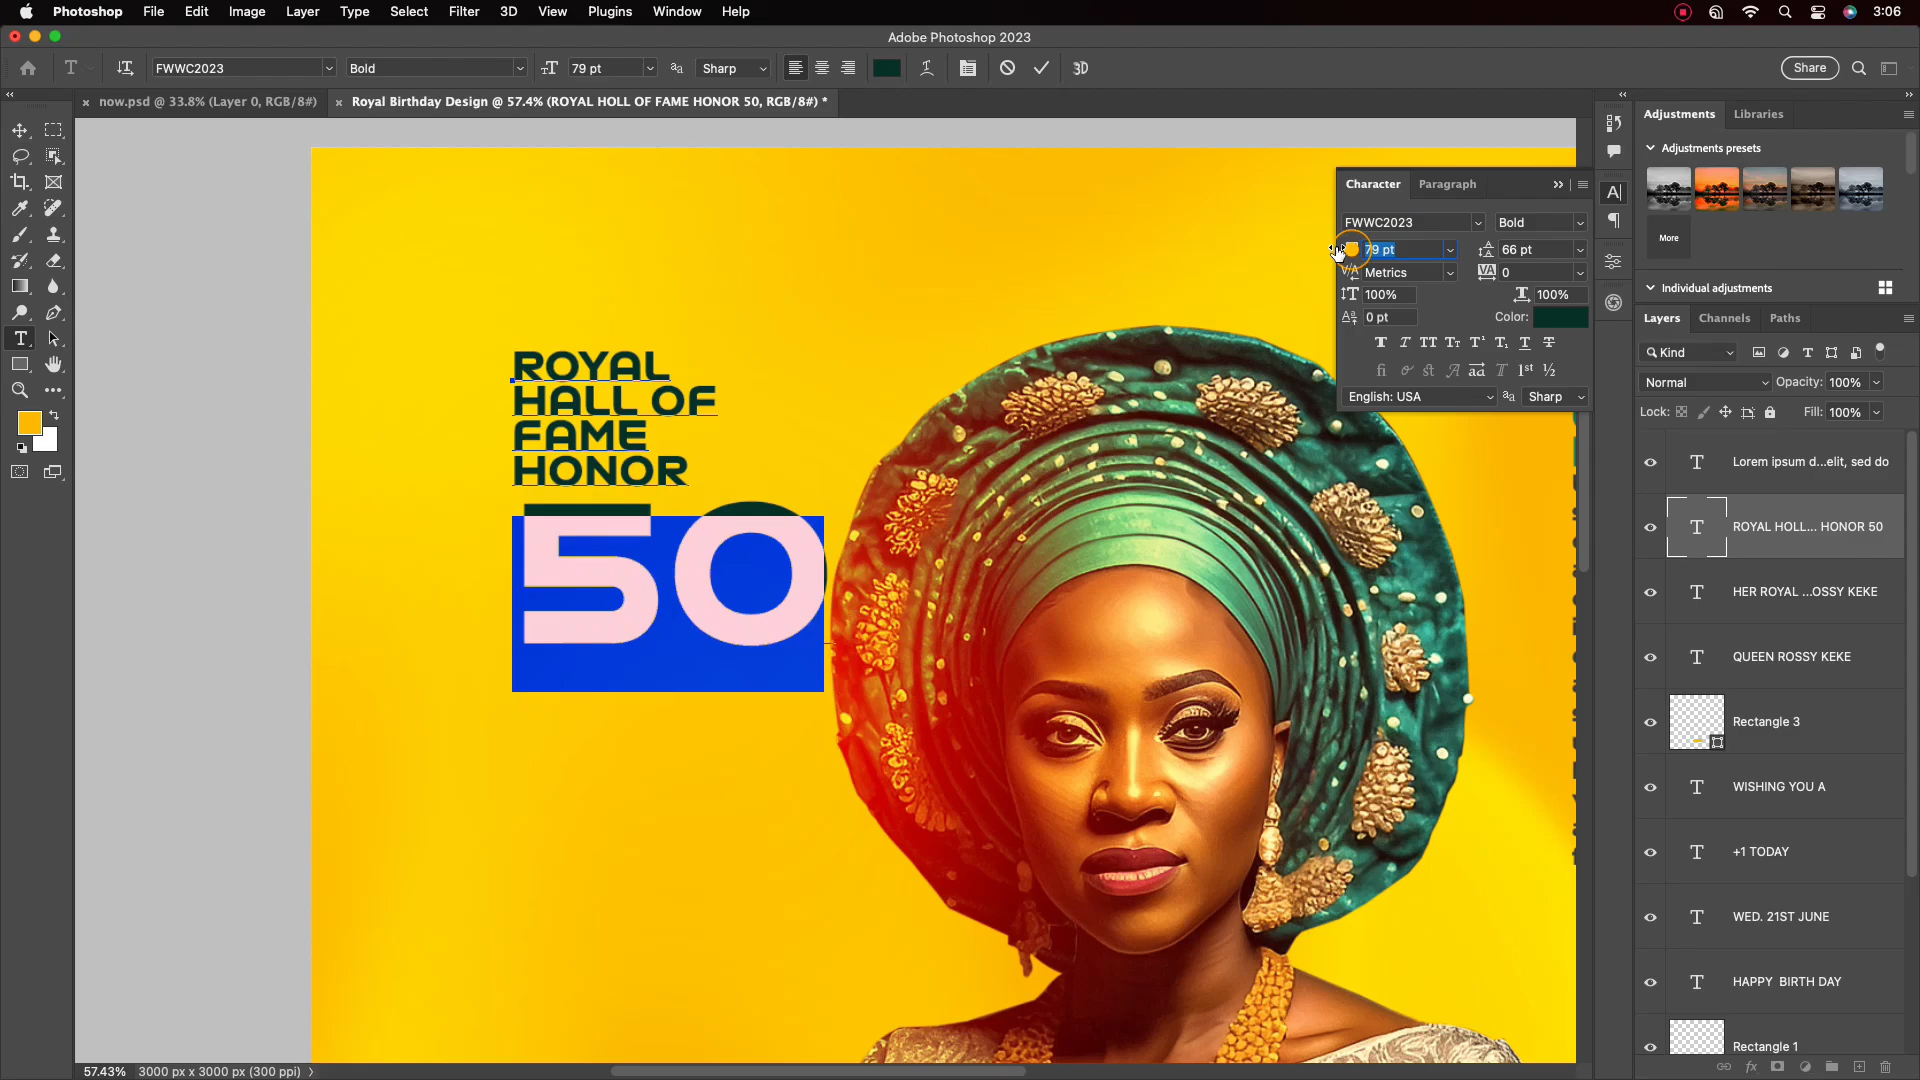 Photoshop File Edit Image Layer Type Select Filter 3D View Plugins Window Help 3:06
Adobe Photoshop 2023
FWWC2023 Bold 79 pt Sharp 3D Share
now.psd @ 33.8% (Layer 0, RGB/8#) Royal Birthday Design @ 57.4% (ROYAL HOLL OF FAME HONOR 50, RGB/8#) *
ROYAL
HALL OF
FAME
HONOR
50
Character Paragraph
FWWC2023 Bold
79 pt 66 pt
Metrics 0
100% 100%
0 pt Color:
English: USA Sharp
Adjustments Libraries
Adjustments presets
More
Individual adjustments
Layers Channels Paths
Kind
Normal Opacity: 100%
Lock: Fill: 100%
Lorem ipsum d...elit, sed do
ROYAL HOLL... HONOR 50
HER ROYAL ...OSSY KEKE
QUEEN ROSSY KEKE
Rectangle 3
WISHING YOU A
+1 TODAY
WED. 21ST JUNE
HAPPY  BIRTH DAY
Rectangle 1
57.43% 3000 px x 3000 px (300 ppi)